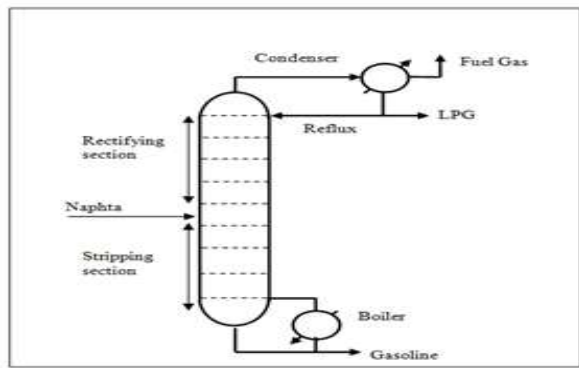 Condenser
Fuel Gas
LPG
Reflux
Rectifying
section
Naphta
Stripping
section
Boiler
Gasoline